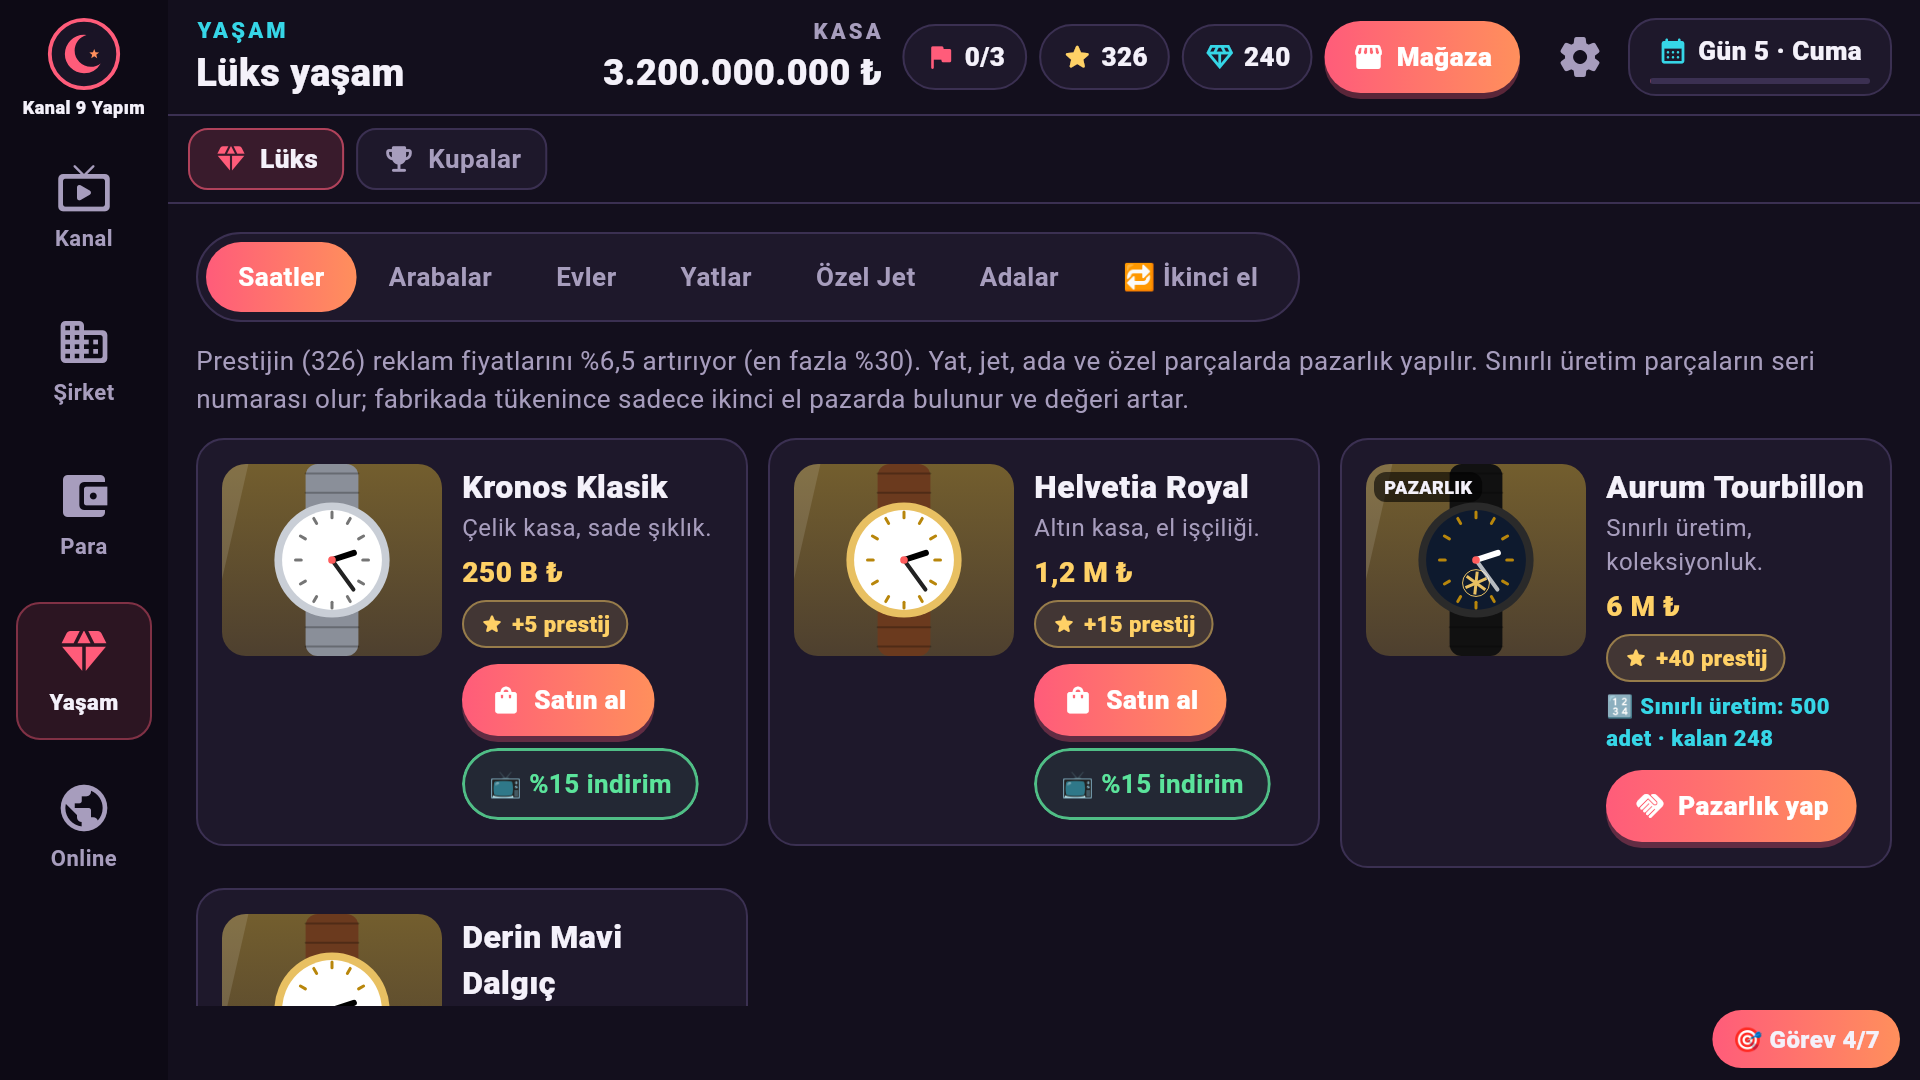 Kanal 9 Yapım
Kanal
Şirket
Para
Yaşam
Online
YAŞAM
Lüks yaşam
KASA
3.200.000.000 ₺
0/3
326
240
Mağaza
Gün 5 · Cuma
Lüks
Kupalar
Saatler
Arabalar
Evler
Yatlar
Özel Jet
Adalar
🔁 İkinci el
Prestijin (326) reklam fiyatlarını %6,5 artırıyor (en fazla %30). Yat, jet, ada ve özel parçalarda pazarlık yapılır. Sınırlı üretim parçaların seri
numarası olur; fabrikada tükenince sadece ikinci el pazarda bulunur ve değeri artar.
Kronos Klasik
Çelik kasa, sade şıklık.
250 B ₺
+5 prestij
Satın al
📺 %15 indirim
Helvetia Royal
Altın kasa, el işçiliği.
1,2 M ₺
+15 prestij
Satın al
📺 %15 indirim
PAZARLIK
Aurum Tourbillon
Sınırlı üretim,
koleksiyonluk.
6 M ₺
+40 prestij
🔢 Sınırlı üretim: 500
adet · kalan 248
Pazarlık yap
Derin Mavi
Dalgıç
🎯 Görev 4/7